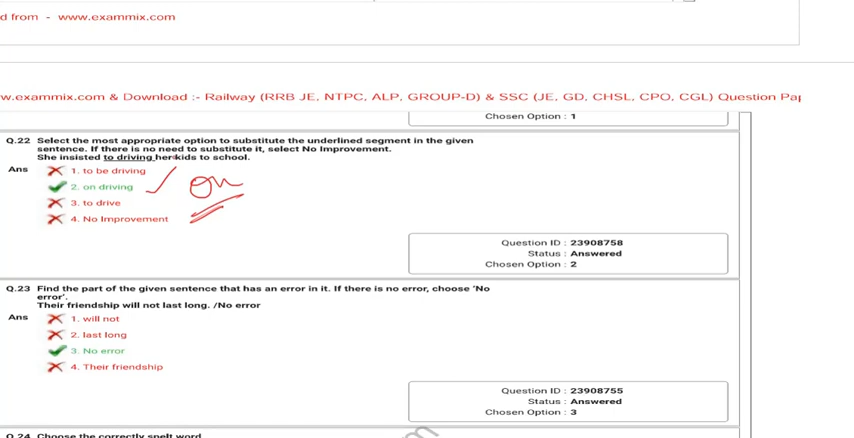 d from - www.exammix.com
w.exammix.com & Download :- Railway (RRB JE, NTPC, ALP, GROUP-D) & SSC (JE, GD, CHSL, CPO, CGL) Question Pap
Chosen Option : 1
Q.22 Select the most appropriate option to substitute the underlined segment in the given
sentence. If there is no need to substitute it, select No Improvement.
She insisted to driving her kids to school.
Ans 1. to be driving
2. on driving
on
3. to drive
4. No Improvement
Question ID : 23908758
Status : Answered
Chosen Option : 2
Q.23 Find the part of the given sentence that has an error in it. If there is no error, choose ‘No
error’.
Their friendship will not last long. /No error
Ans 1. will not
2. last long
3. No error
4. Their friendship
Question ID : 23908755
Status : Answered
Chosen Option : 3
Q.24 Choose the correctly spelt word.